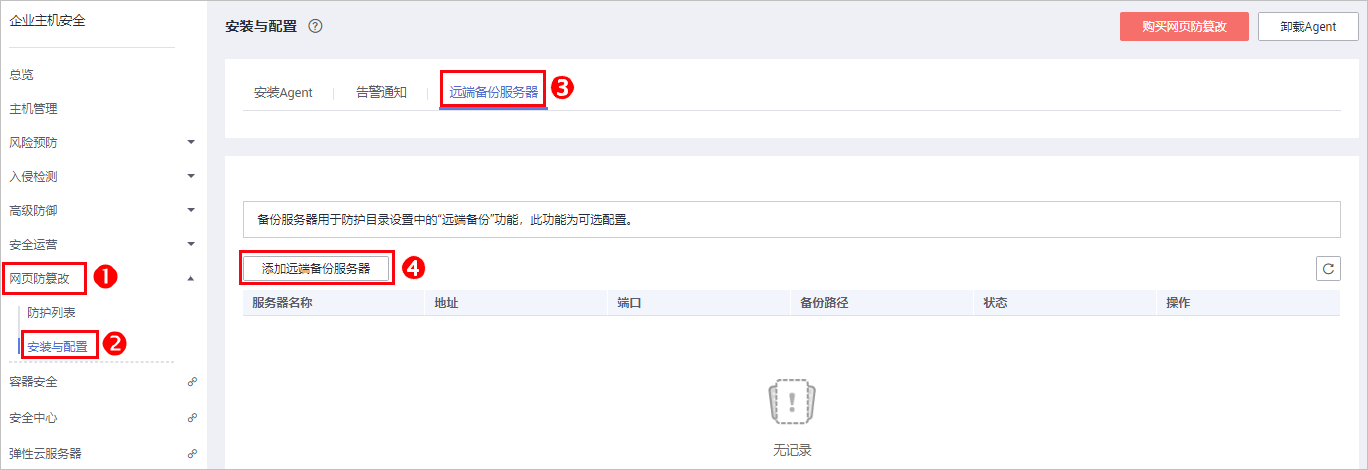 企业主机安全
总览
主机管理
风险预防
入侵检测
高级防御
安全运营
网页防篡改 1
防护列表
安装与配置 2
容器安全
安全中心
弹性云服务器
安装与配置 ?
购买网页防篡改 卸载Agent
安装Agent 告警通知 远端备份服务器 3
备份服务器用于防护目录设置中的“远端备份”功能，此功能为可选配置。
添加远端备份服务器 4
服务器名称 地址 端口 备份路径 状态 操作
无记录